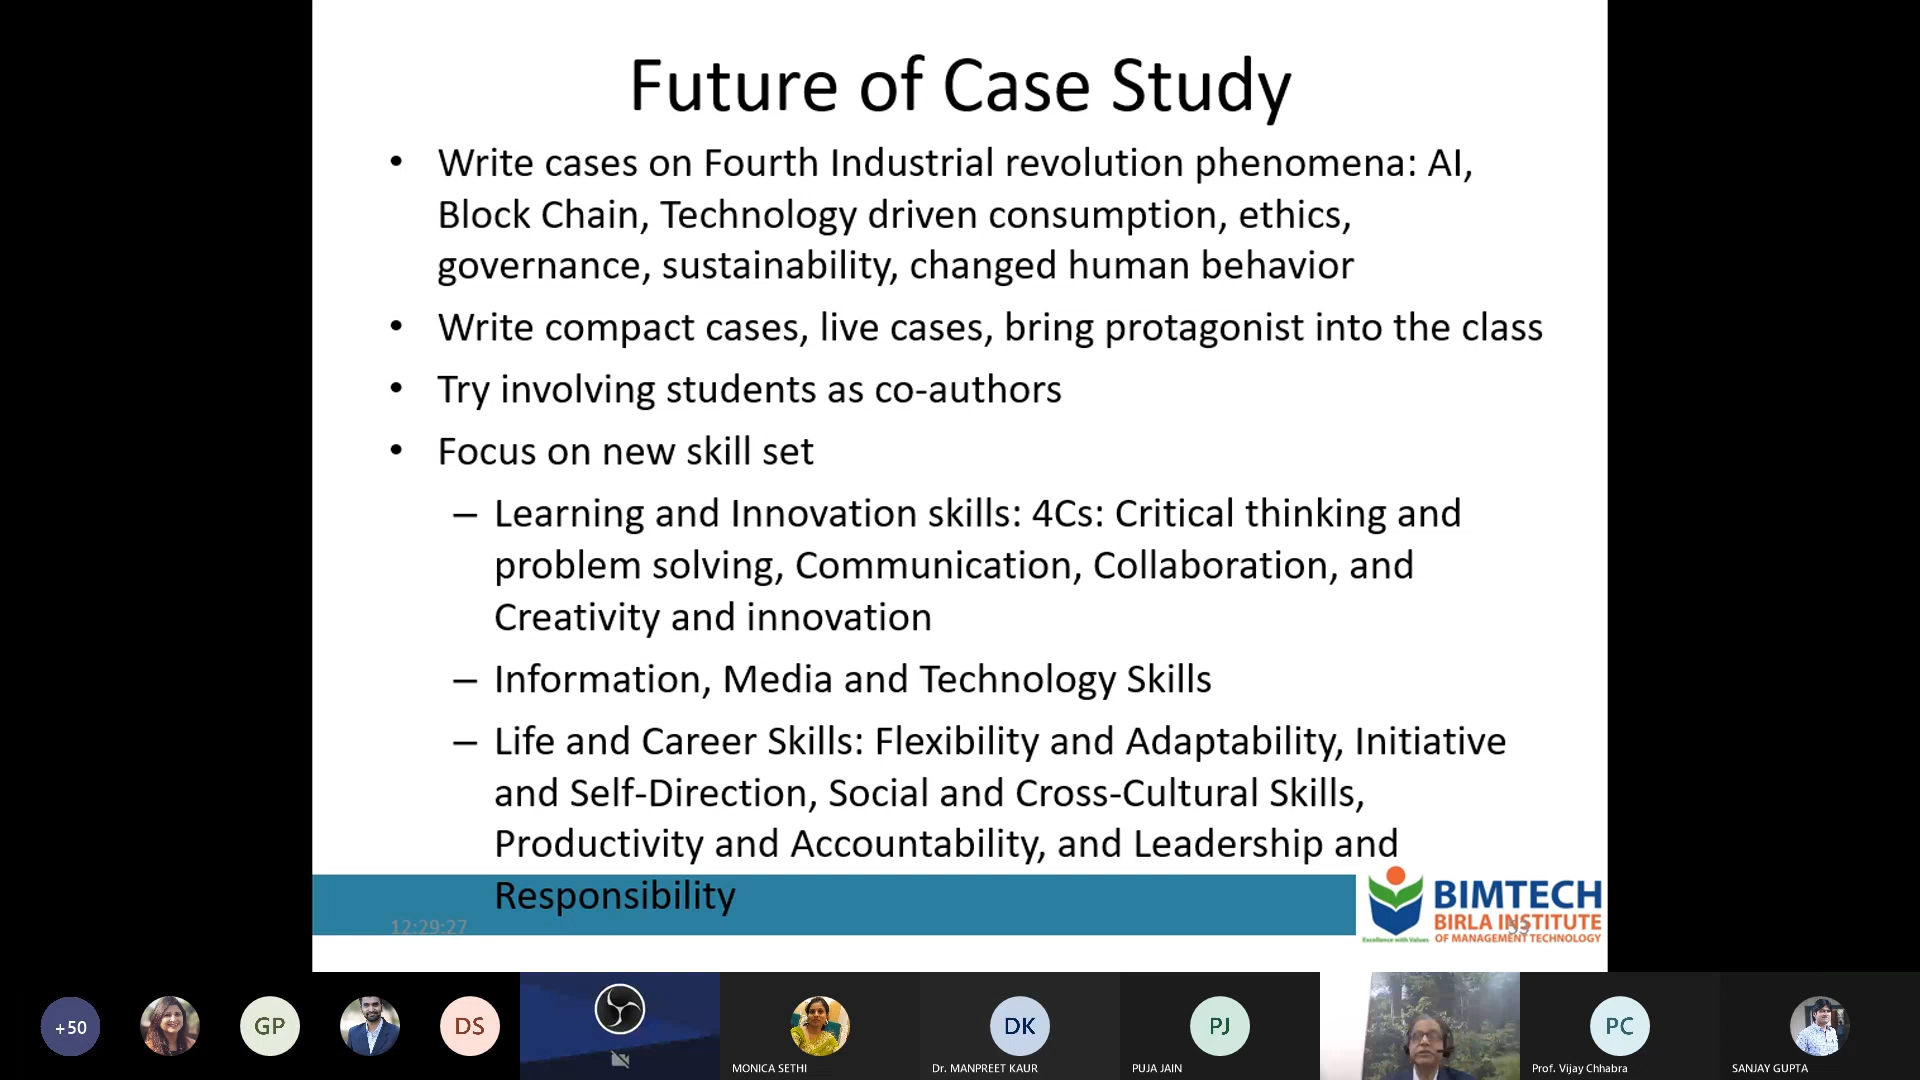 Future of Case Study
• Write cases on Fourth Industrial revolution phenomena: AI,
Block Chain, Technology driven consumption, ethics,
governance, sustainability, changed human behavior
• Write compact cases, live cases, bring protagonist into the class
• Try involving students as co-authors
• Focus on new skill set
– Learning and Innovation skills: 4Cs: Critical thinking and
problem solving, Communication, Collaboration, and
Creativity and innovation
– Information, Media and Technology Skills
– Life and Career Skills: Flexibility and Adaptability, Initiative
and Self-Direction, Social and Cross-Cultural Skills,
Productivity and Accountability, and Leadership and
Responsibility
12:29:27
53
BIMTECH
BIRLA INSTITUTE
OF MANAGEMENT TECHNOLOGY
Excellence with Values
+50
GP
DS
DK
PJ
PC
MONICA SETHI
Dr. MANPREET KAUR
PUJA JAIN
Prof. Vijay Chhabra
SANJAY GUPTA